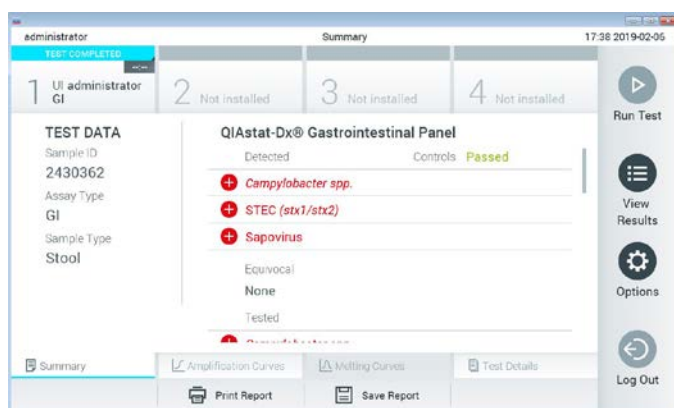 administrator Summary 17:38 2019-02-05
TEST COMPLETED
1 UI administrator GI
2 Not installed
3 Not installed
4 Not installed
Run Test
TEST DATA
Sample ID
2430362
Assay Type
GI
Sample Type
Stool
QIAstat-Dx® Gastrointestinal Panel
Detected Controls Passed
Campylobacter spp.
STEC (stx1/stx2)
Sapovirus
Equivocal
None
Tested
View Results
Options
Summary
Amplification Curves
Melting Curves
Test Details
Print Report
Save Report
Log Out